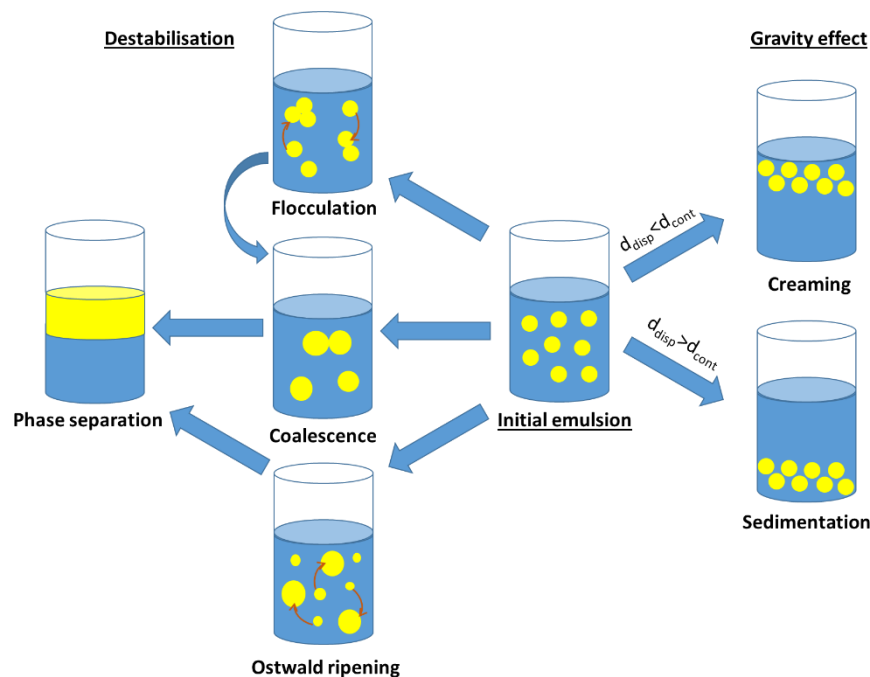 Destabilisation
Gravity effect
Flocculation
d_disp<d_cont
Creaming
d_disp>d_cont
Phase separation
Coalescence
Initial emulsion
Sedimentation
Ostwald ripening